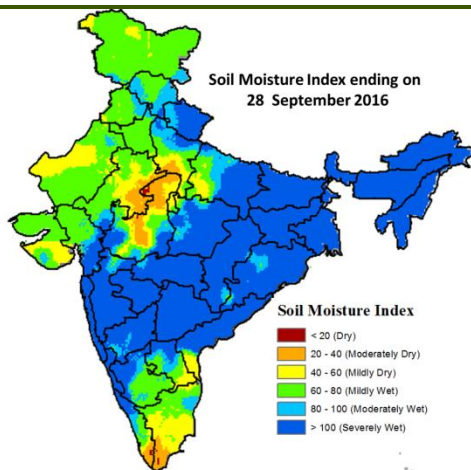 Soil Moisture Index ending on
28 September 2016
Soil Moisture Index
< 20 (Dry)
20 - 40 (Moderately Dry)
40 - 60 (Mildly Dry)
60 - 80 (Mildly Wet)
80 - 100 (Moderately Wet)
> 100 (Severely Wet)